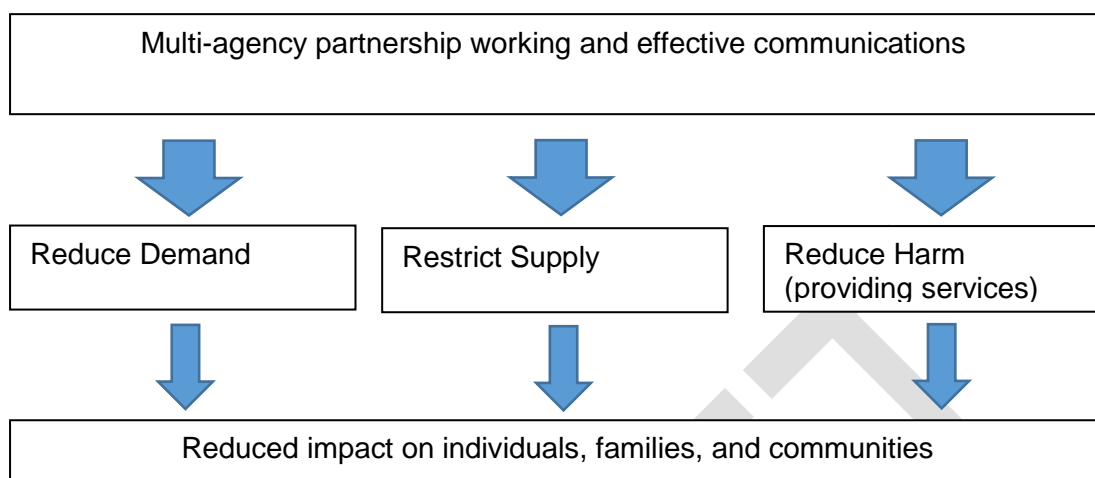 Multi-agency partnership working and effective communications
Reduce Demand
Restrict Supply
Reduce Harm
(providing services)
Reduced impact on individuals, families, and communities